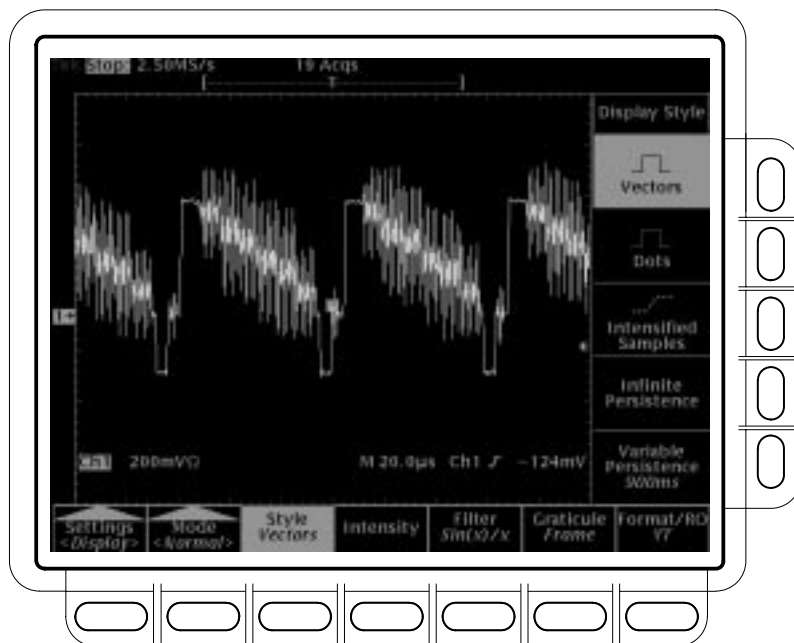 Stop: 2.50MS/s 19 Acqs
[ T ]
Display Style
Vectors
Dots
Intensified
Samples
Infinite
Persistence
Variable
Persistence
900ms
1
Ch1 200mVΩ M 20.0µs Ch1 -124mV
Settings
<Display>
Mode
<Normal>
Style
Vectors
Intensity
Filter
Sin(x)/x
Graticule
Frame
Format/RO
YT